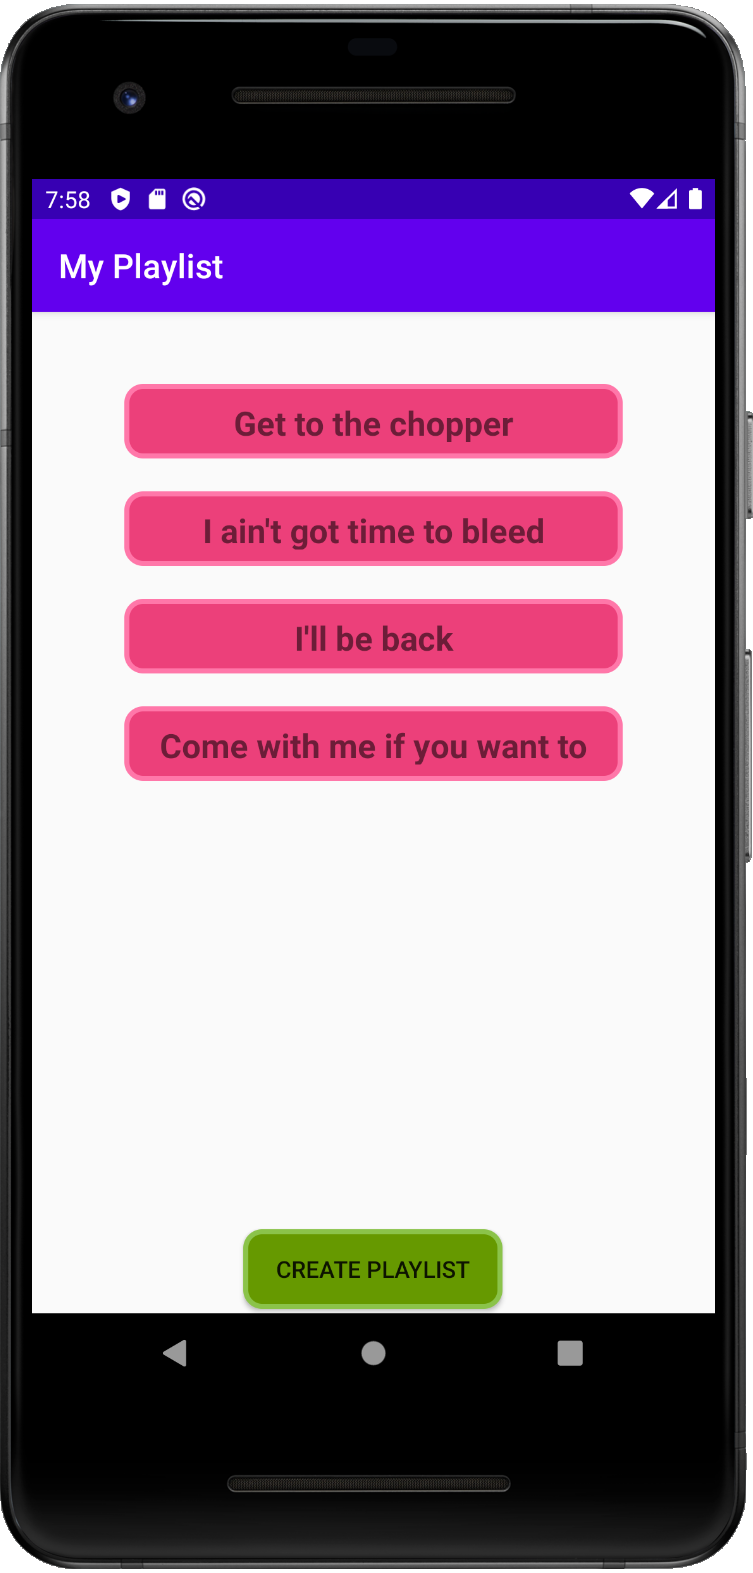 7:58
My Playlist
Get to the chopper
I ain't got time to bleed
I'll be back
Come with me if you want to
CREATE PLAYLIST